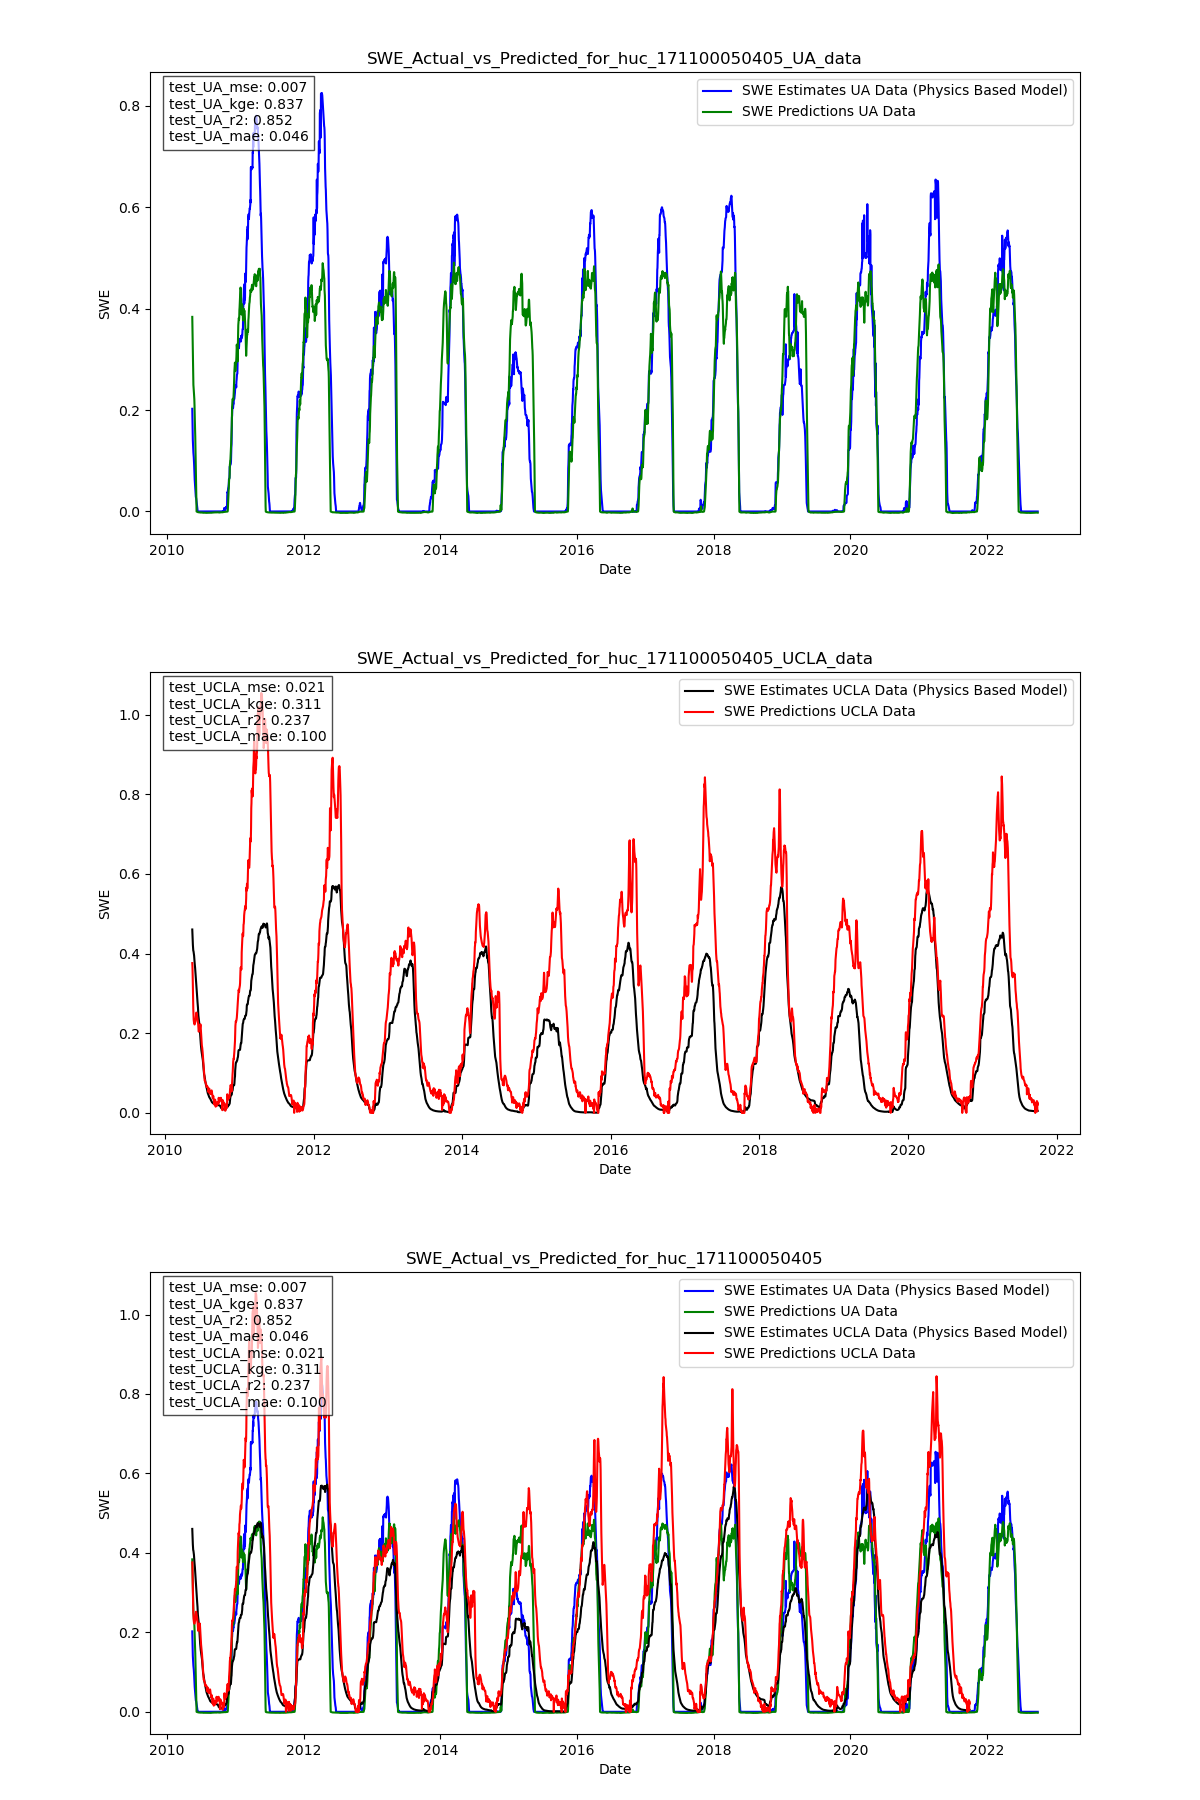 SWE_Actual_vs_Predicted_for_huc_171100050405_UA_data
test_UA_mse: 0.007
test_UA_kge: 0.837
test_UA_r2: 0.852
test_UA_mae: 0.046
SWE Estimates UA Data (Physics Based Model)
SWE Predictions UA Data
0.8
0.6
0.4
0.2
0.0
SWE
2010
2012
2014
2016
2018
2020
2022
Date
SWE_Actual_vs_Predicted_for_huc_171100050405_UCLA_data
test_UCLA_mse: 0.021
test_UCLA_kge: 0.311
test_UCLA_r2: 0.237
test_UCLA_mae: 0.100
SWE Estimates UCLA Data (Physics Based Model)
SWE Predictions UCLA Data
1.0
0.8
0.6
0.4
0.2
0.0
SWE
2010
2012
2014
2016
2018
2020
2022
Date
SWE_Actual_vs_Predicted_for_huc_171100050405
test_UA_mse: 0.007
test_UA_kge: 0.837
test_UA_r2: 0.852
test_UA_mae: 0.046
test_UCLA_mse: 0.021
test_UCLA_kge: 0.311
test_UCLA_r2: 0.237
test_UCLA_mae: 0.100
SWE Estimates UA Data (Physics Based Model)
SWE Predictions UA Data
SWE Estimates UCLA Data (Physics Based Model)
SWE Predictions UCLA Data
1.0
0.8
0.6
0.4
0.2
0.0
SWE
2010
2012
2014
2016
2018
2020
2022
Date